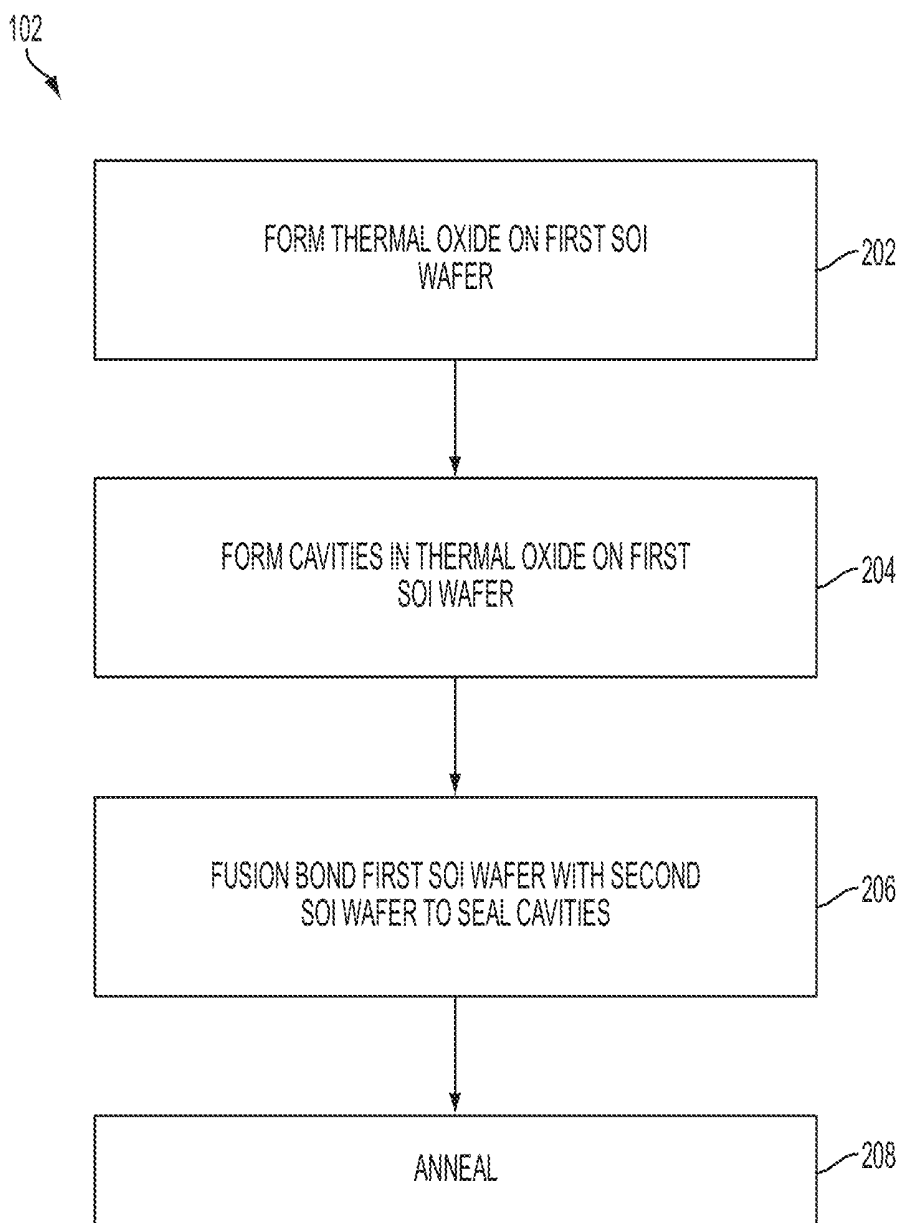 102
FORM THERMAL OXIDE ON FIRST SOI
WAFER
202
FORM CAVITIES IN THERMAL OXIDE ON FIRST
SOI WAFER
204
FUSION BOND FIRST SOI WAFER WITH SECOND
SOI WAFER TO SEAL CAVITIES
206
ANNEAL
208